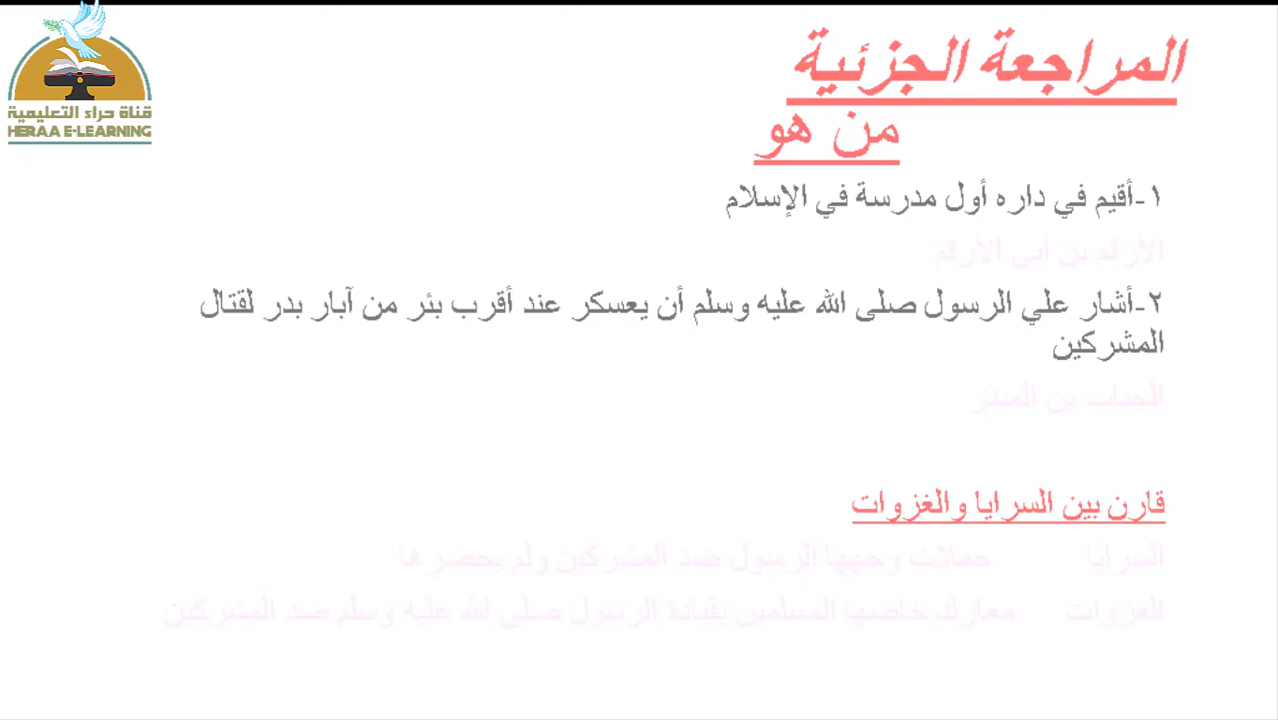 قناة حراء التعليمية
HERAA E-LEARNING
المراجعة الجزئية
من هو
١-أقيم في داره أول مدرسة في الإسلام
الأرقم بن أبي الأرقم
٢-أشار علي الرسول صلى الله عليه وسلم أن يعسكر عند أقرب بئر من آبار بدر لقتال
المشركين
الحباب بن المنذر
قارن بين السرايا والغزوات
السرايا حملات وجهها الرسول ضد المشركين ولم يحضرها
الغزوات معارك خاضها المسلمين بقيادة الرسول صلى الله عليه وسلم ضد المشركين